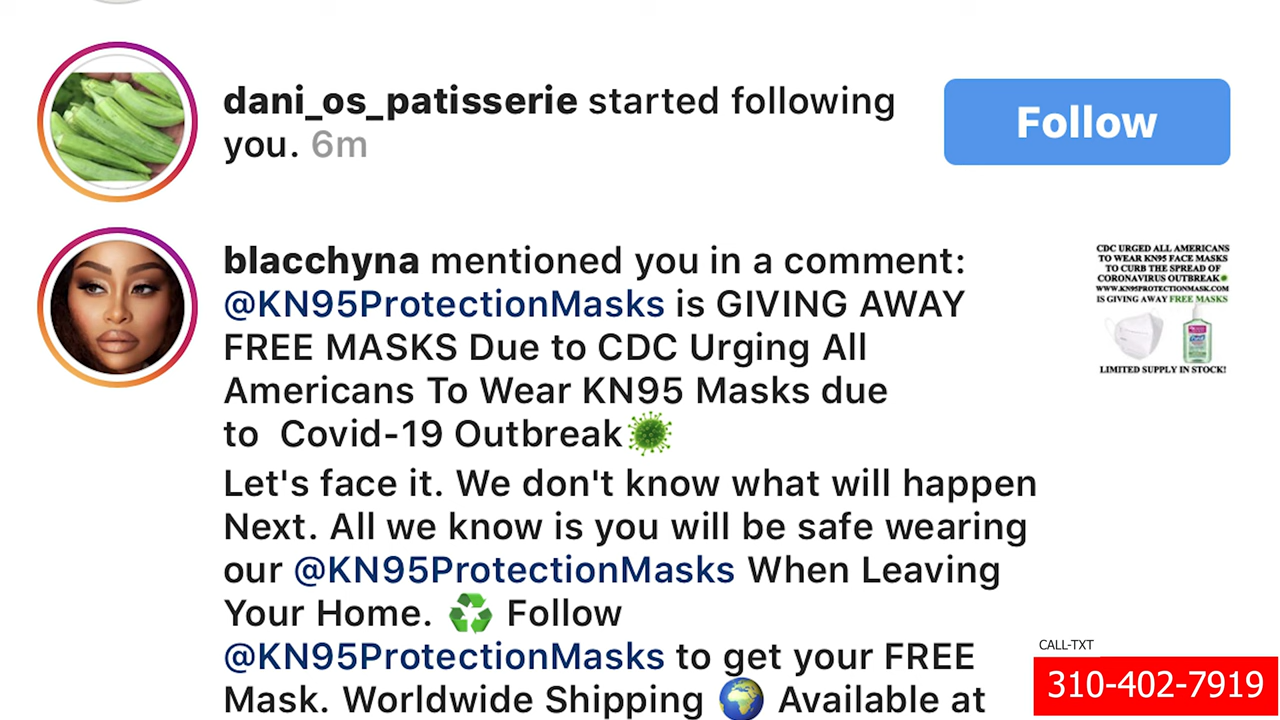 dani_os_patisserie started following
you. 6m
Follow
blacchyna mentioned you in a comment:
@KN95ProtectionMasks is GIVING AWAY
FREE MASKS Due to CDC Urging All
Americans To Wear KN95 Masks due
to  Covid-19 Outbreak
Let's face it. We don't know what will happen
Next. All we know is you will be safe wearing
our @KN95ProtectionMasks When Leaving
Your Home. ♻️ Follow
@KN95ProtectionMasks to get your FREE
Mask. Worldwide Shipping 🌍 Available at
CDC URGED ALL AMERICANS
TO WEAR KN95 FACE MASKS
TO CURB THE SPREAD OF
CORONAVIRUS OUTBREAK
WWW.KN95PROTECTIONMASK.COM
IS GIVING AWAY FREE MASKS
LIMITED SUPPLY IN STOCK!
CALL-TXT
310-402-7919